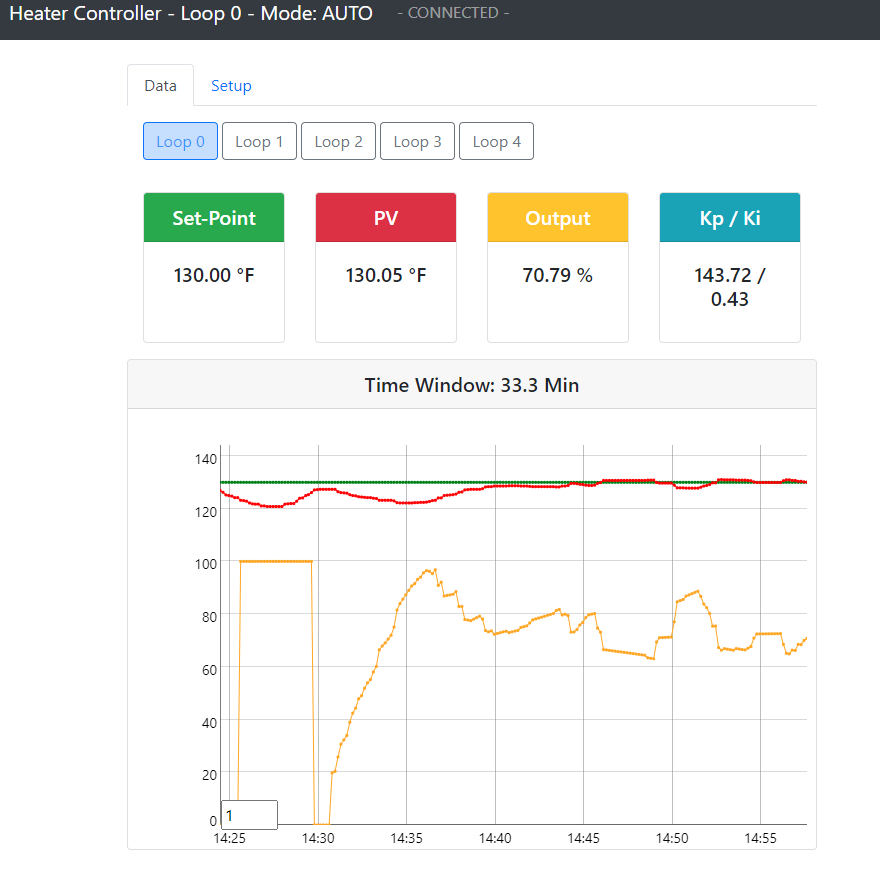 Heater Controller - Loop 0 - Mode: AUTO - CONNECTED -
Data Setup
Loop 0 Loop 1 Loop 2 Loop 3 Loop 4
Set-Point PV Output Kp / Ki
130.00 °F 130.05 °F 70.79 % 143.72 /
0.43
Time Window: 33.3 Min
140
120
100
80
60
40
20
0
1
14:25 14:30 14:35 14:40 14:45 14:50 14:55